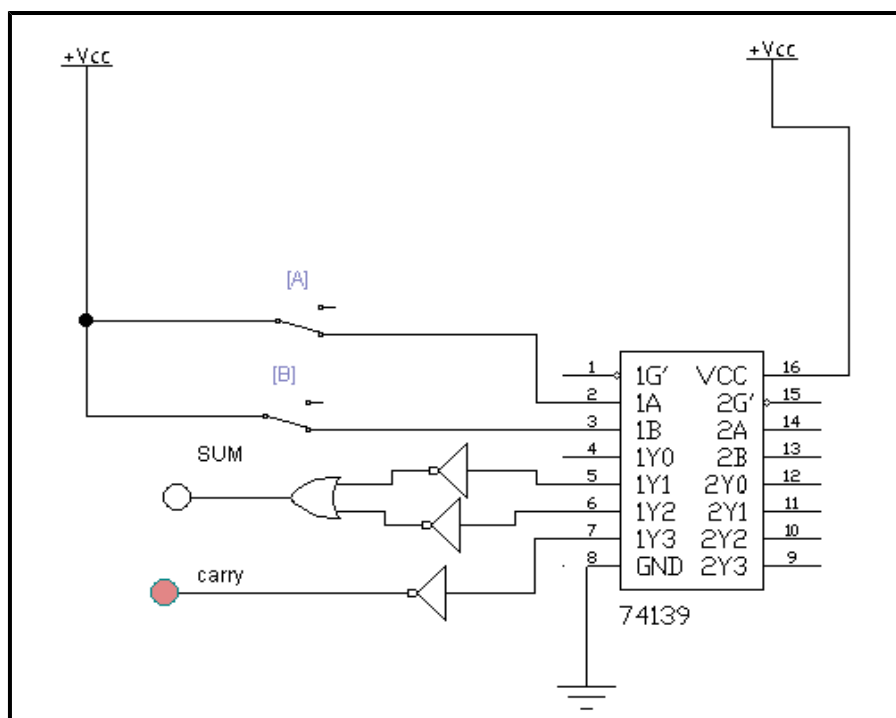 +Vcc
+Vcc
[A]
[B]
1 1G' VCC 16
2 1A 2G' 15
3 1B 2A 14
4 1Y0 2B 13
5 1Y1 2Y0 12
6 1Y2 2Y1 11
7 1Y3 2Y2 10
8 GND 2Y3 9
74139
SUM
carry